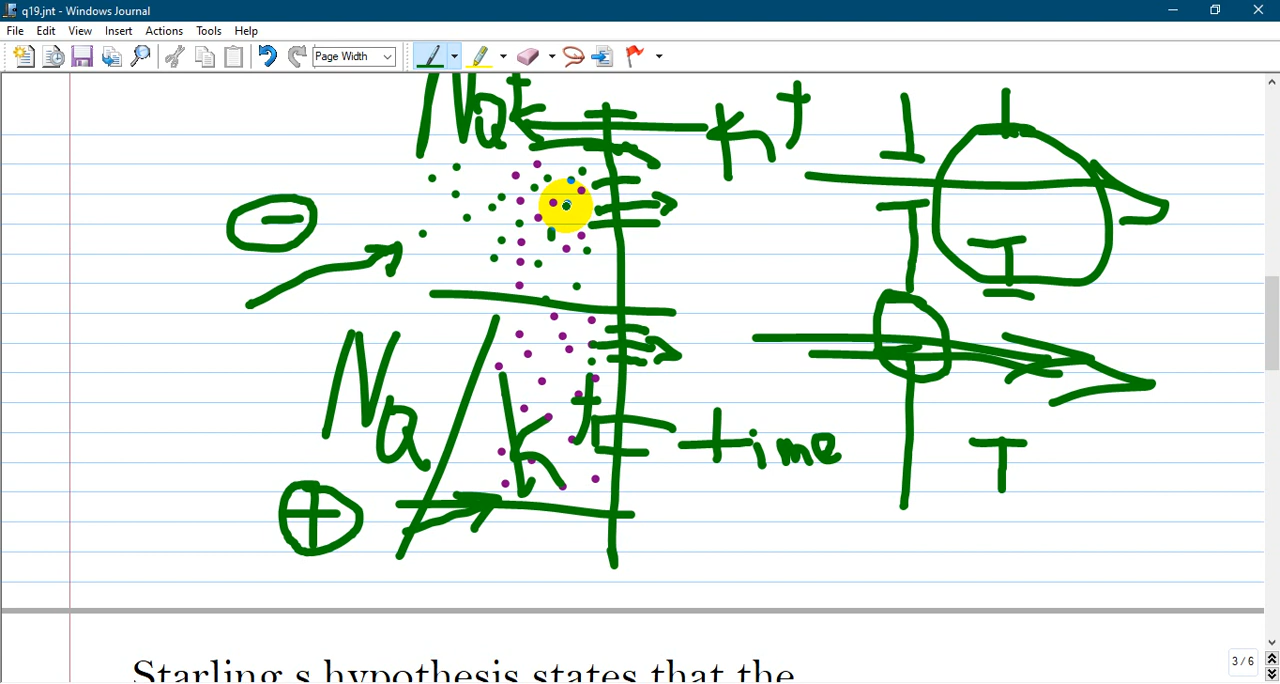 q19.jnt - Windows Journal
File Edit View Insert Actions Tools Help
Page Width
Na+ K+
Na/K+
time
3 / 6
Starling s hypothesis states that the